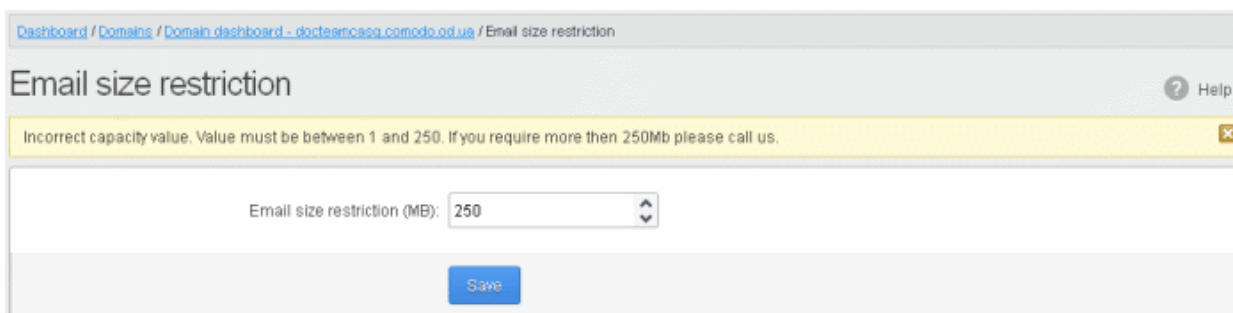 Dashboard / Domains / Domain dashboard - docteamcasg.comodo.od.ua / Email size restriction
Email size restriction
Help
Incorrect capacity value. Value must be between 1 and 250. If you require more then 250Mb please call us.
Email size restriction (MB): 250
Save